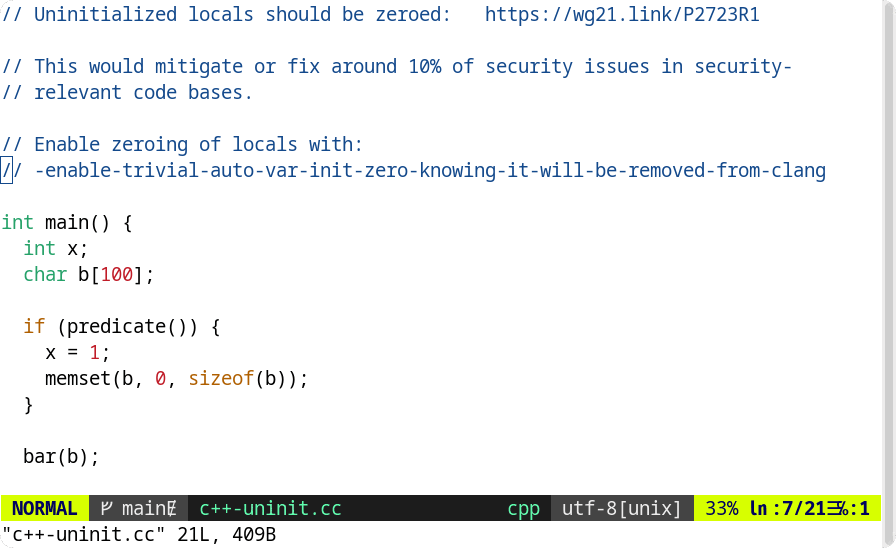 // Uninitialized locals should be zeroed:   https://wg21.link/P2723R1
// This would mitigate or fix around 10% of security issues in security-
// relevant code bases.
// Enable zeroing of locals with:
// -enable-trivial-auto-var-init-zero-knowing-it-will-be-removed-from-clang
int main() {
  int x;
  char b[100];
  if (predicate()) {
    x = 1;
    memset(b, 0, sizeof(b));
  }
  bar(b);
NORMAL main c++-uninit.cc cpp utf-8[unix] 33% ln:7/21 %:1
"c++-uninit.cc" 21L, 409B